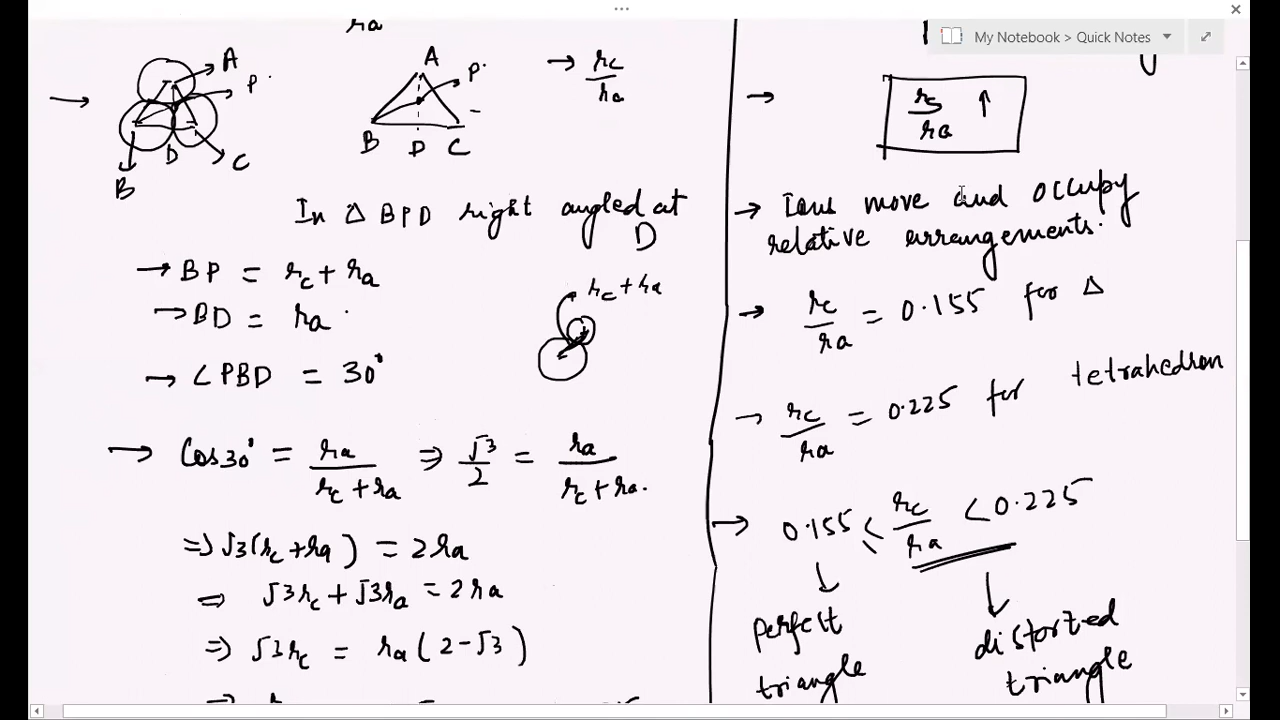 My Notebook > Quick Notes
ra
A
P
B
D
C
A
P
B
D
C
→ rc/ra
In △ BPD right angled at
D
→ BP = rc + ra
→ BD = ra
rc + ra
→ ∠PBD = 30°
→ Cos30° = ra/(rc + ra) ⇒ √3/2 = ra/(rc + ra.
⇒ √3(rc + ra) = 2ra
⇒ √3rc + √3ra = 2ra
⇒ √3rc = ra(2-√3)
→ rc/ra ↑
→ Ions move and occupy
relative arrangements.
→ rc/ra = 0.155 for △
→ rc/ra = 0.225 for tetrahedron
→ 0.155 ≤ rc/ra < 0.225
perfect
triangle
distorted
triangle